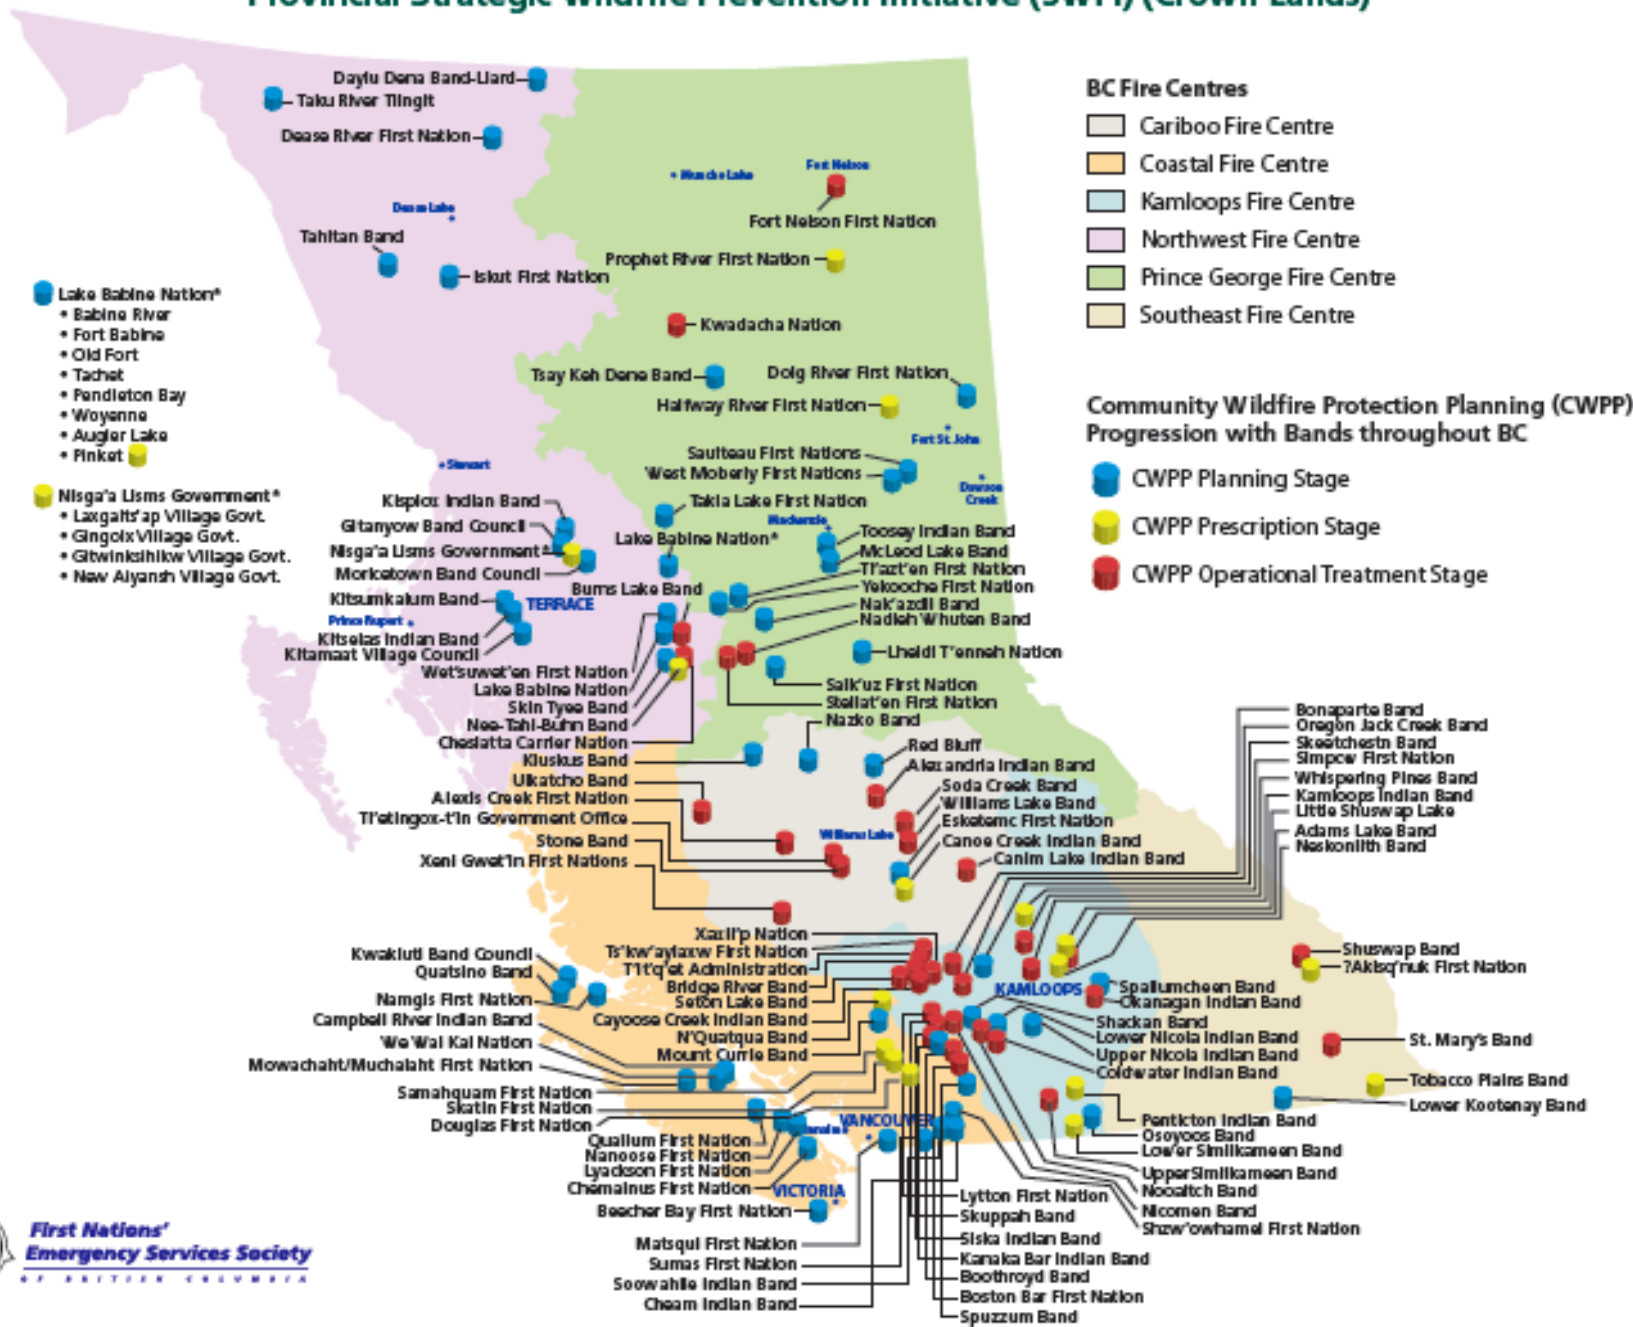 Provincial Strategic Wildfire Prevention Initiative (SWPI) (Crown Lands)
Daylu Dena Band-Liard
Taku River Tlingit
Dease River First Nation
Muncho Lake
Fort Nelson
Fort Nelson First Nation
Dease Lake
Tahltan Band
Iskut First Nation
Prophet River First Nation
Kwadacha Nation
Tsay Keh Dene Band
Doig River First Nation
Halfway River First Nation
Fort St. John
Saulteau First Nations
West Moberly First Nations
Dawson
Creek
Stewart
Takla Lake First Nation
Mackenzie
Lake Babine Nation*
• Babine River
• Fort Babine
• Old Fort
• Tachet
• Pendleton Bay
• Woyenne
• Augier Lake
• Pinket
Nisga'a Lisms Government*
• Laxgalts'ap Village Govt.
• Gingolx Village Govt.
• Gitwinksihlkw Village Govt.
• New Aiyansh Village Govt.
BC Fire Centres
Cariboo Fire Centre
Coastal Fire Centre
Kamloops Fire Centre
Northwest Fire Centre
Prince George Fire Centre
Southeast Fire Centre
Community Wildfire Protection Planning (CWPP)
Progression with Bands throughout BC
CWPP Planning Stage
CWPP Prescription Stage
CWPP Operational Treatment Stage
Kispiox Indian Band
Gitanyow Band Council
Nisga'a Lisms Government*
Moricetown Band Council
Kitsumkalum Band
TERRACE
Prince Rupert
Kitselas Indian Band
Kitamaat Village Council
Lake Babine Nation*
Burns Lake Band
Toosey Indian Band
McLeod Lake Band
Tl'azt'en First Nation
Yekooche First Nation
Nak'azdli Band
Nadleh Whuten Band
Lheidi T'enneh Nation
Saik'uz First Nation
Stellat'en First Nation
Nazko Band
Wet'suwet'en First Nation
Lake Babine Nation
Skin Tyee Band
Nee-Tahi-Buhn Band
Cheslatta Carrier Nation
Kluskus Band
Ulkatcho Band
Alexis Creek First Nation
Tl'etingox-t'in Government Office
Stone Band
Xeni Gwet'in First Nations
Red Bluff
Alexandria Indian Band
Soda Creek Band
Williams Lake Band
Esketemc First Nation
Canoe Creek Indian Band
Canim Lake Indian Band
Williams Lake
Bonaparte Band
Oregon Jack Creek Band
Skeetchestn Band
Simpcw First Nation
Whispering Pines Band
Kamloops Indian Band
Little Shuswap Lake
Adams Lake Band
Neskonlith Band
Xaxli'p Nation
Ts'kw'aylaxw First Nation
T'it'q'et Administration
Bridge River Band
Seton Lake Band
Cayoose Creek Indian Band
N'Quatqua Band
Mount Currie Band
Kwakiutl Band Council
Quatsino Band
Namgis First Nation
Campbell River Indian Band
We Wai Kai Nation
Mowachaht/Muchalaht First Nation
Samahquam First Nation
Skatin First Nation
Douglas First Nation
Qualium First Nation
Nanoose First Nation
Lyackson First Nation
Chemainus First Nation
Beecher Bay First Nation
VANCOUVER
VICTORIA
KAMLOOPS
Shuswap Band
?Akisq'nuk First Nation
Spallumcheen Band
Okanagan Indian Band
Shackan Band
Lower Nicola Indian Band
Upper Nicola Indian Band
Coldwater Indian Band
St. Mary's Band
Tobacco Plains Band
Lower Kootenay Band
Penticton Indian Band
Osoyoos Band
Lower Similkameen Band
UpperSimilkameen Band
Nooaitch Band
Nicomen Band
Shzw'owhamel First Nation
Matsqui First Nation
Sumas First Nation
Soowahlie Indian Band
Cheam Indian Band
Lytton First Nation
Skuppah Band
Siska Indian Band
Kanaka Bar Indian Band
Boothroyd Band
Boston Bar First Nation
Spuzzum Band
First Nations'
Emergency Services Society
OF BRITISH COLUMBIA